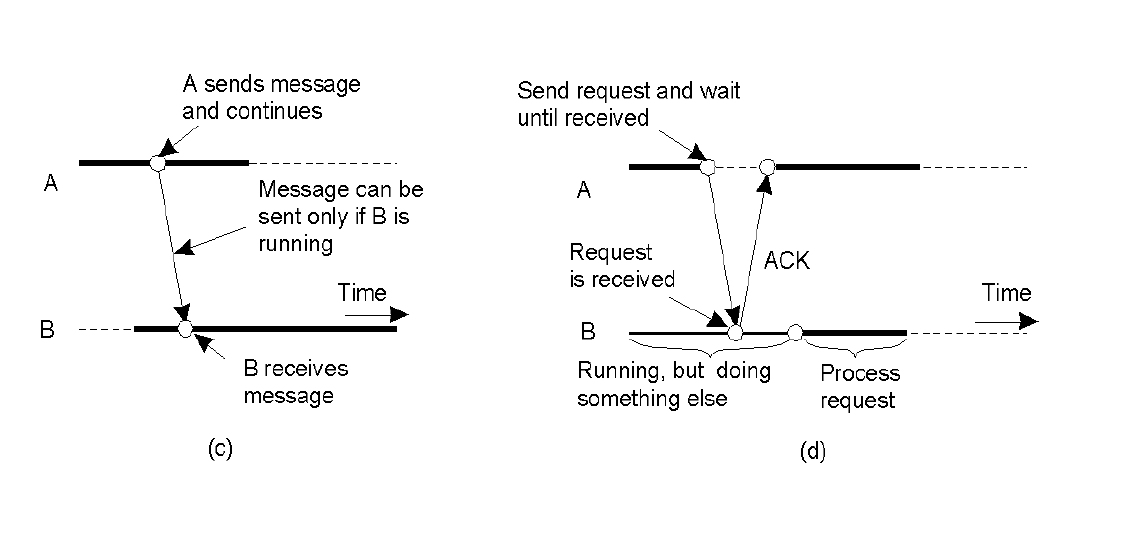 A sends message
and continues
A
Message can be
sent only if B is
running
Time
B
B receives
message
(c)
Send request and wait
until received
A
Request
is received
ACK
Time
B
Running, but doing
something else
Process
request
(d)